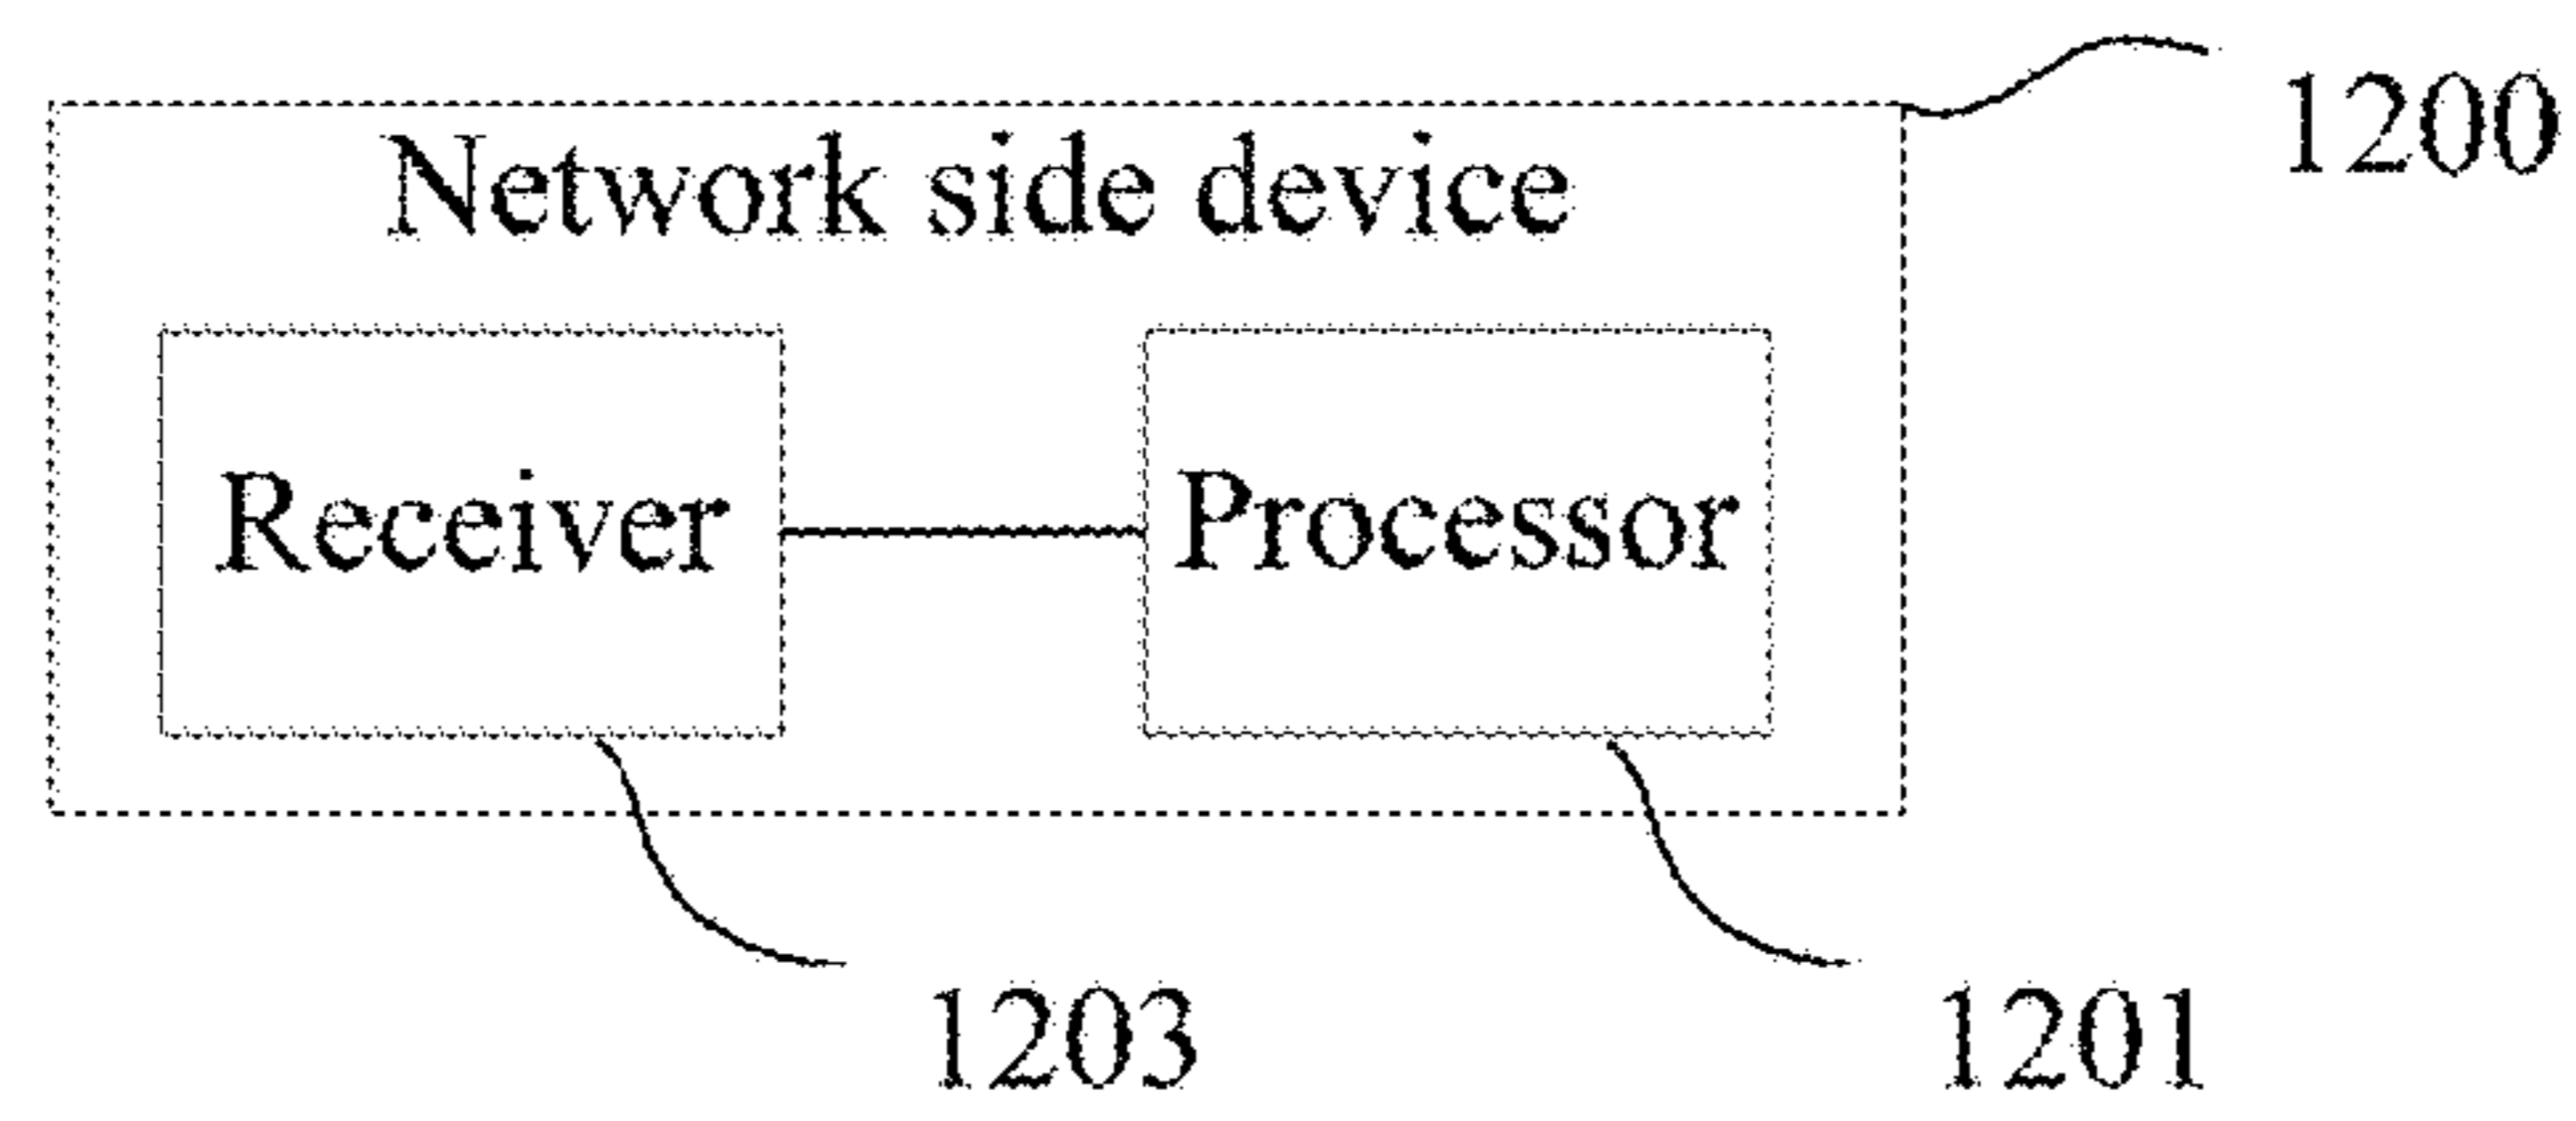 1200
Network side device
Receiver
Processor
1203
1201